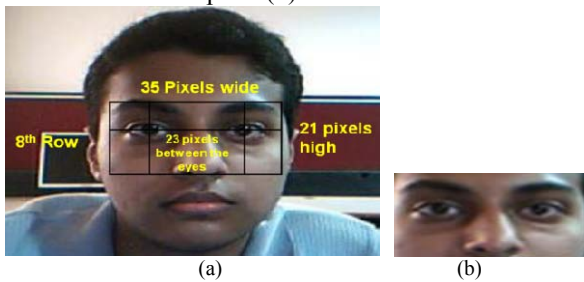 35 Pixels wide
8th Row
23 pixels
between the
eyes
21 pixels
high
(a)
(b)